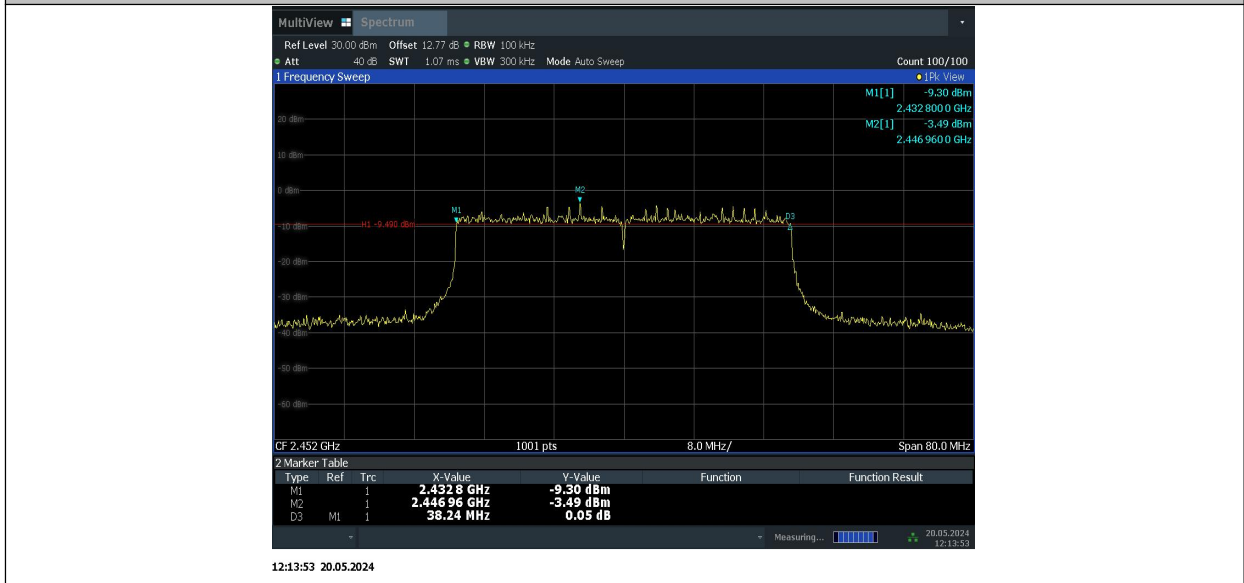 MultiView Spectrum
Ref Level 30.00 dBm Offset 12.77 dB RBW 100 kHz
Att 40 dB SWT 1.07 ms VBW 300 kHz Mode Auto Sweep Count 100/100
1 Frequency Sweep 1Pk View
M1[1] -9.30 dBm
2.432 800 0 GHz
M2[1] -3.49 dBm
2.446 960 0 GHz
20 dBm
10 dBm
0 dBm
M2
M1
D3
H1 -9.490 dBm
-10 dBm
-20 dBm
-30 dBm
-40 dBm
-50 dBm
-60 dBm
CF 2.452 GHz 1001 pts 8.0 MHz/ Span 80.0 MHz
2 Marker Table
Type Ref Trc X-Value Y-Value Function Function Result
M1 1 2.432 8 GHz -9.30 dBm
M2 1 2.446 96 GHz -3.49 dBm
D3 M1 1 38.24 MHz 0.05 dB
Measuring... 20.05.2024
12:13:53
12:13:53 20.05.2024